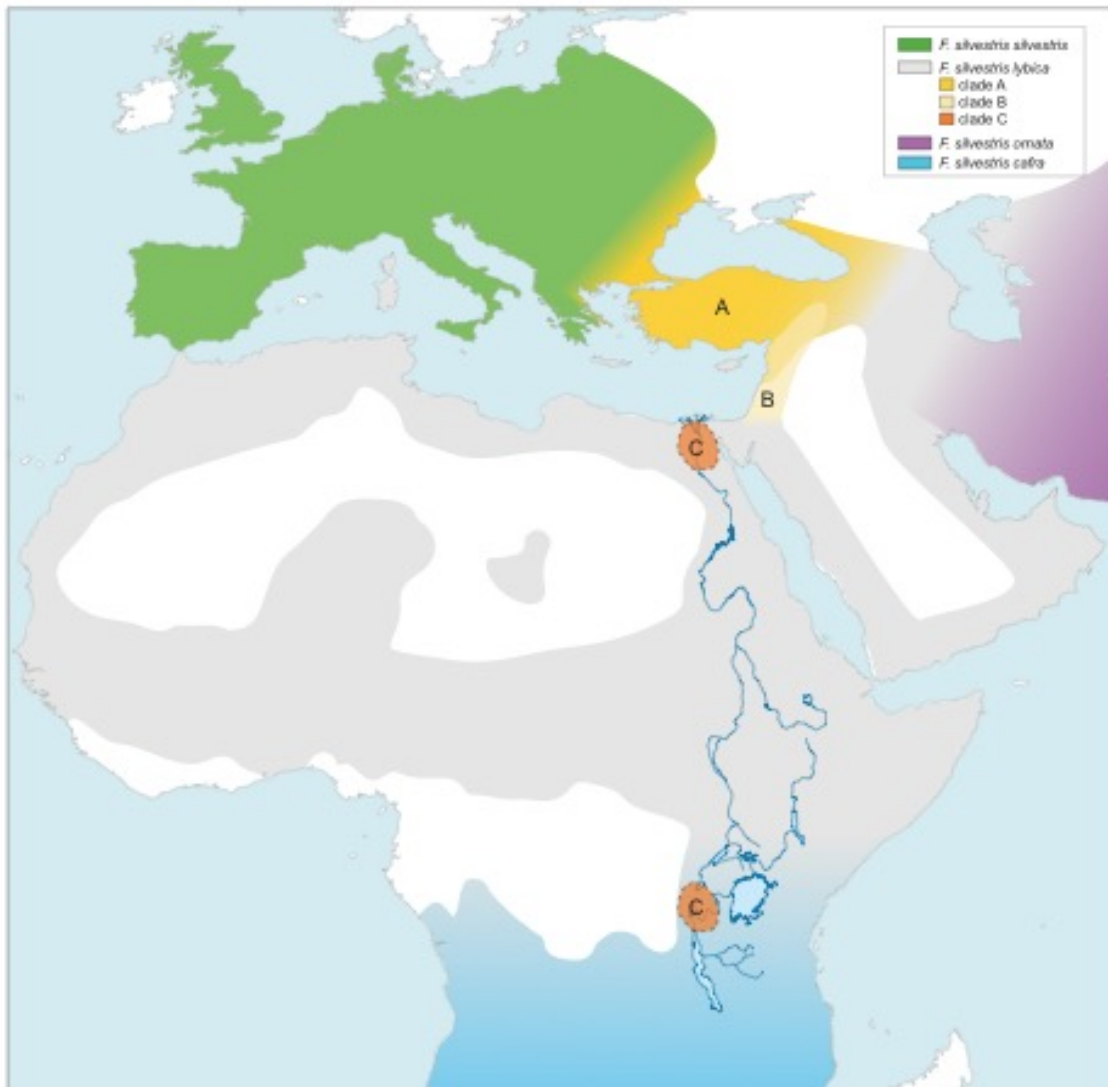 F. silvestris silvestris
F. silvestris lybica
clade A
clade B
clade C
F. silvestris ornata
F. silvestris cafra
A
B
C
C